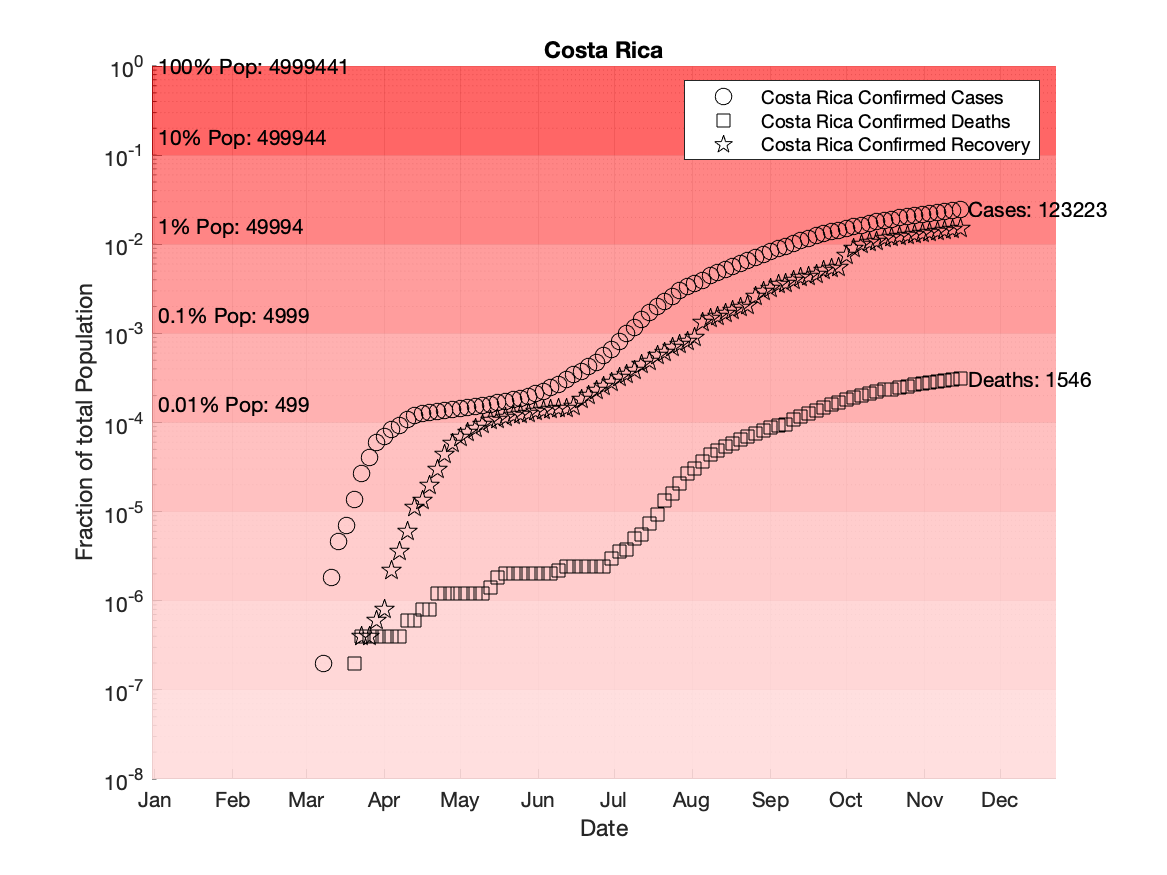 Costa Rica
10^0
10^-1
10^-2
10^-3
10^-4
10^-5
10^-6
10^-7
10^-8
Fraction of total Population
100% Pop: 4999441
10% Pop: 499944
1% Pop: 49994
0.1% Pop: 4999
0.01% Pop: 499
Costa Rica Confirmed Cases
Costa Rica Confirmed Deaths
Costa Rica Confirmed Recovery
Cases: 123223
Deaths: 1546
Jan Feb Mar Apr May Jun Jul Aug Sep Oct Nov Dec
Date